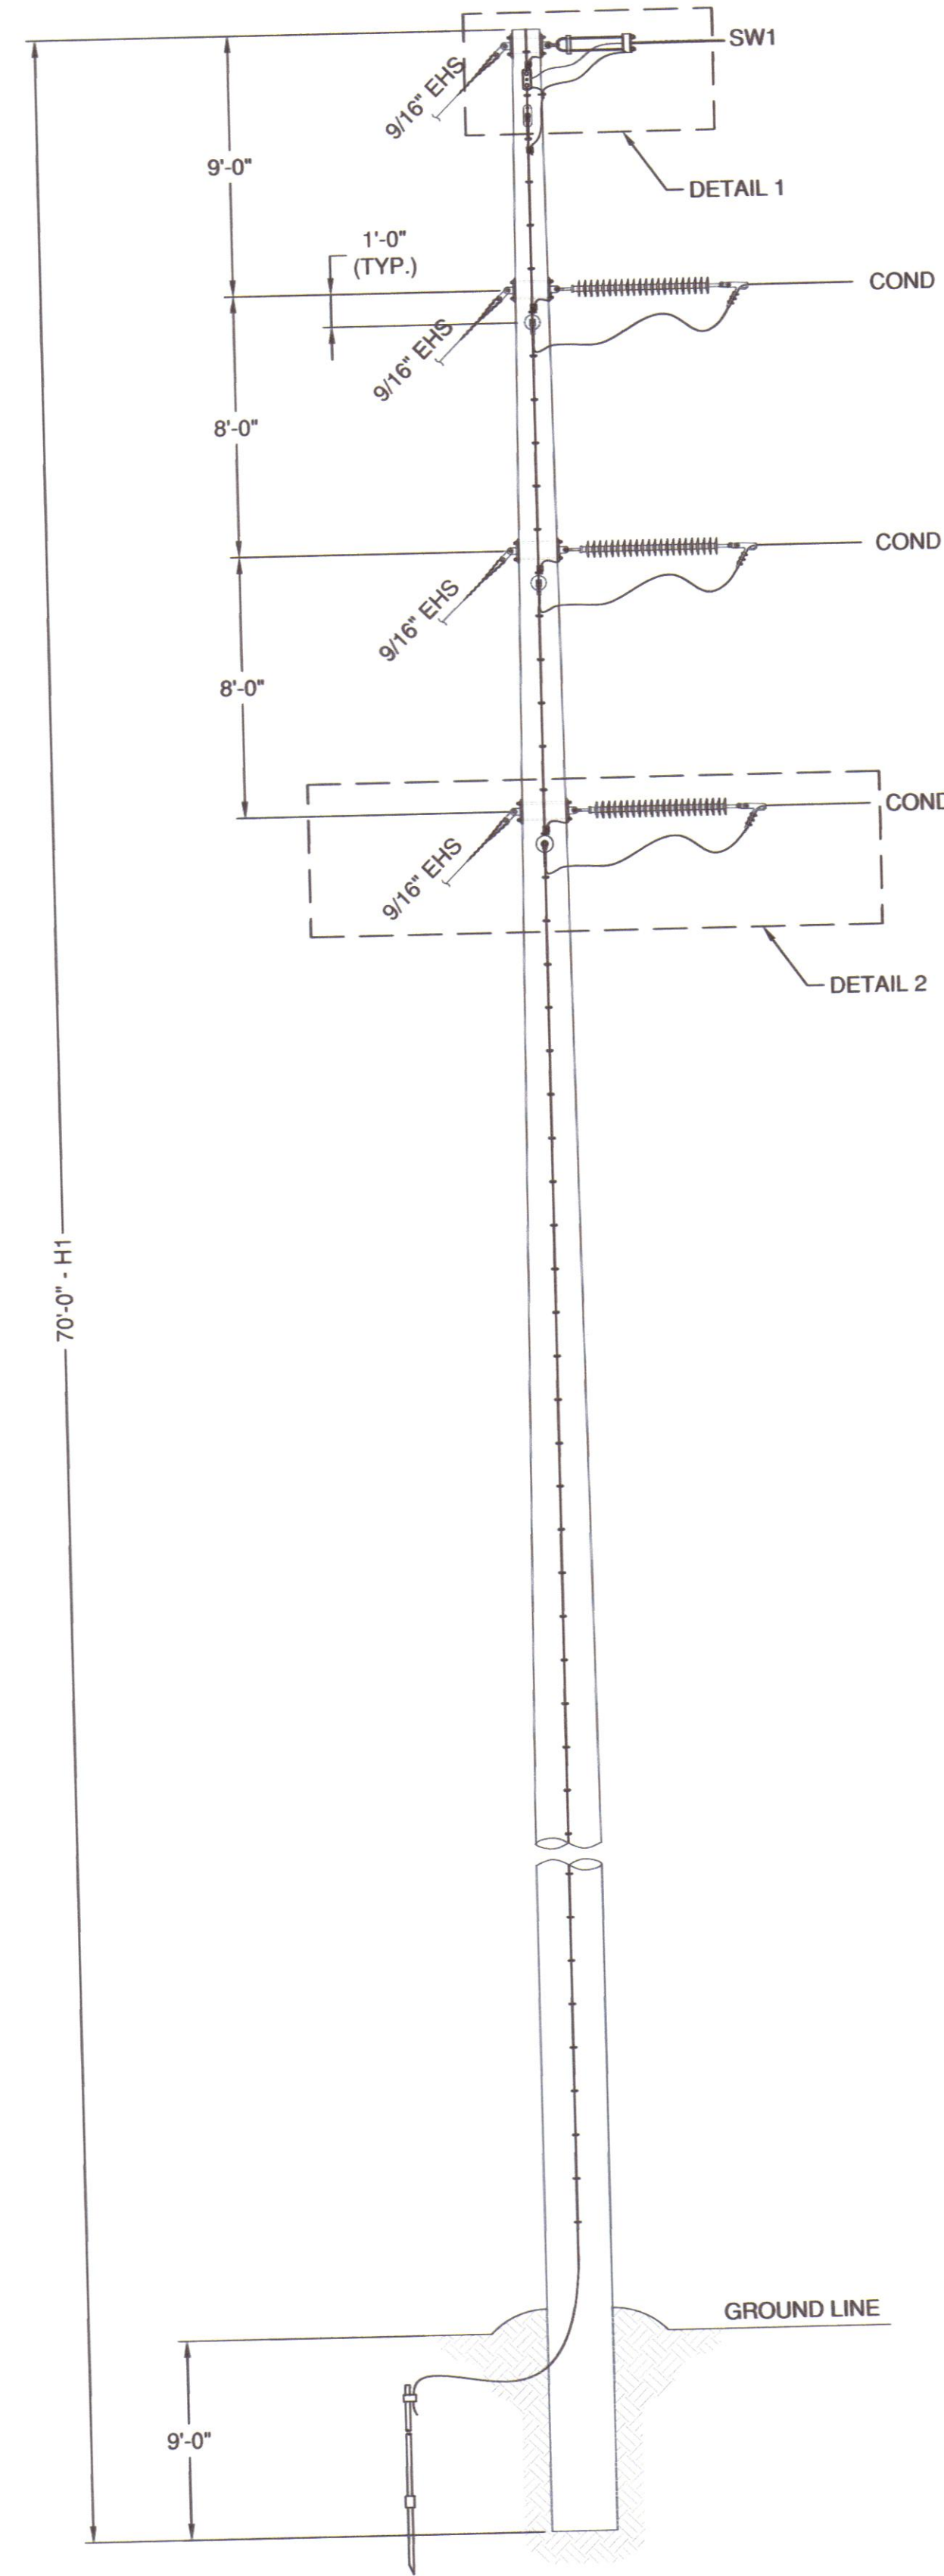 SW1
9/16" EHS
9'-0"
DETAIL 1
1'-0"
(TYP.)
COND
9/16" EHS
8'-0"
COND
9/16" EHS
8'-0"
COND
9/16" EHS
DETAIL 2
70'-0" - H1
GROUND LINE
9'-0"